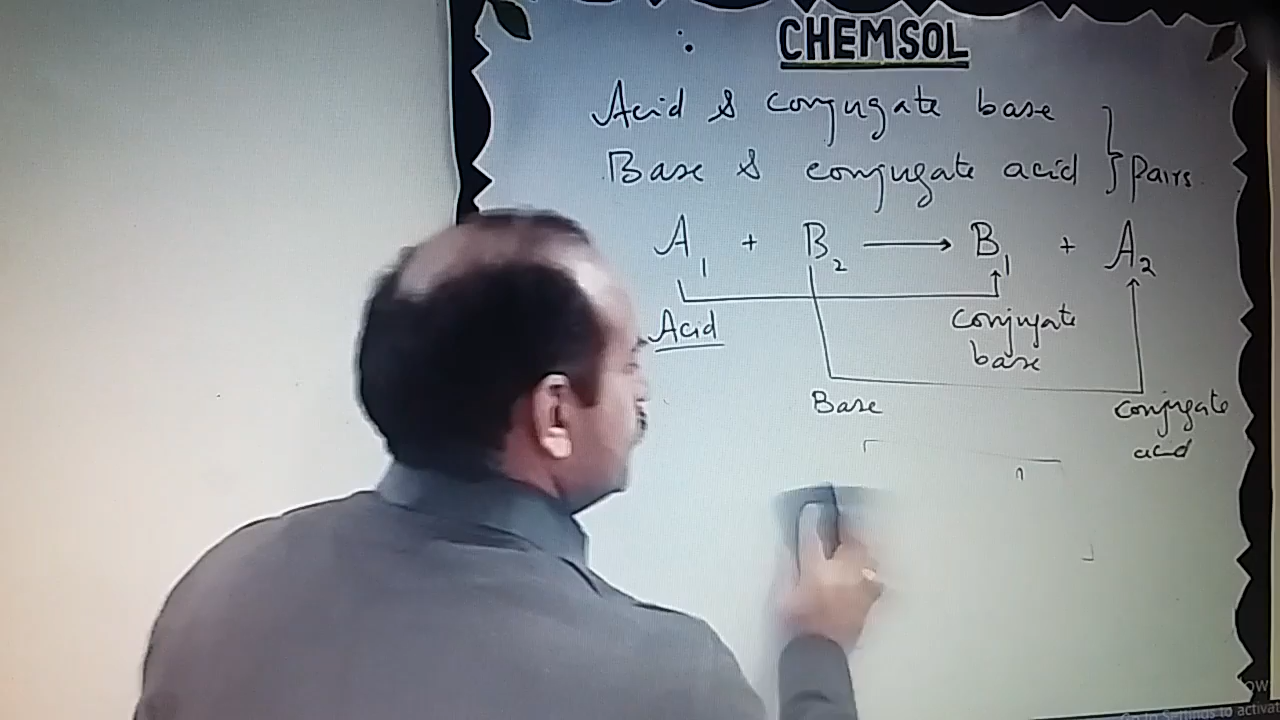 CHEMSOL
Acid & conjugate base
Base & conjugate acid } Pairs
A₁ + B₂ ⟶ B₁ + A₂
Acid
Conjugate
base
Base
Conjugate
acid